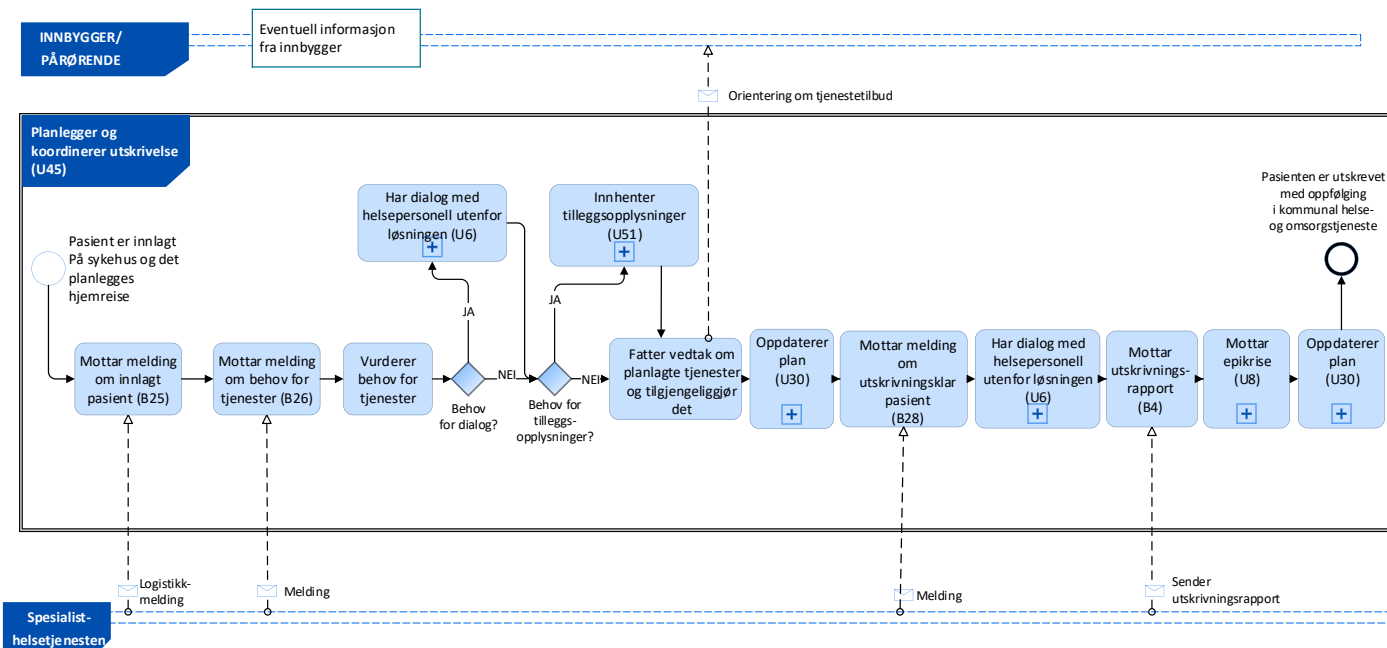 INNBYGGER/
PÅRØRENDE
Eventuell informasjon
fra innbygger
Orientering om tjenestetilbud
Planlegger og
koordinerer utskrivelse
(U45)
Pasient er innlagt
På sykehus og det
planlegges
hjemreise
Har dialog med
helsepersonell utenfor
løsningen (U6)
Innhenter
tilleggsopplysninger
(U51)
Pasienten er utskrevet
med oppfølging
i kommunal helse-
og omsorgstjeneste
JA
JA
Mottar melding
om innlagt
pasient (B25)
Mottar melding
om behov for
tjenester (B26)
Vurderer
behov for
tjenester
NEI
Behov
for dialog?
NEI
Behov for
tilleggs-
opplysninger?
Fatter vedtak om
planlagte tjenester
og tilgjengeliggjør
det
Oppdaterer
plan
(U30)
Mottar melding
om
utskrivningsklar
pasient
(B28)
Har dialog med
helsepersonell
utenfor løsningen
(U6)
Mottar
utskrivnings-
rapport
(B4)
Mottar
epikrise
(U8)
Oppdaterer
plan
(U30)
Logistikk-
melding
Melding
Melding
Sender
utskrivningsrapport
Spesialist-
helsetjenesten